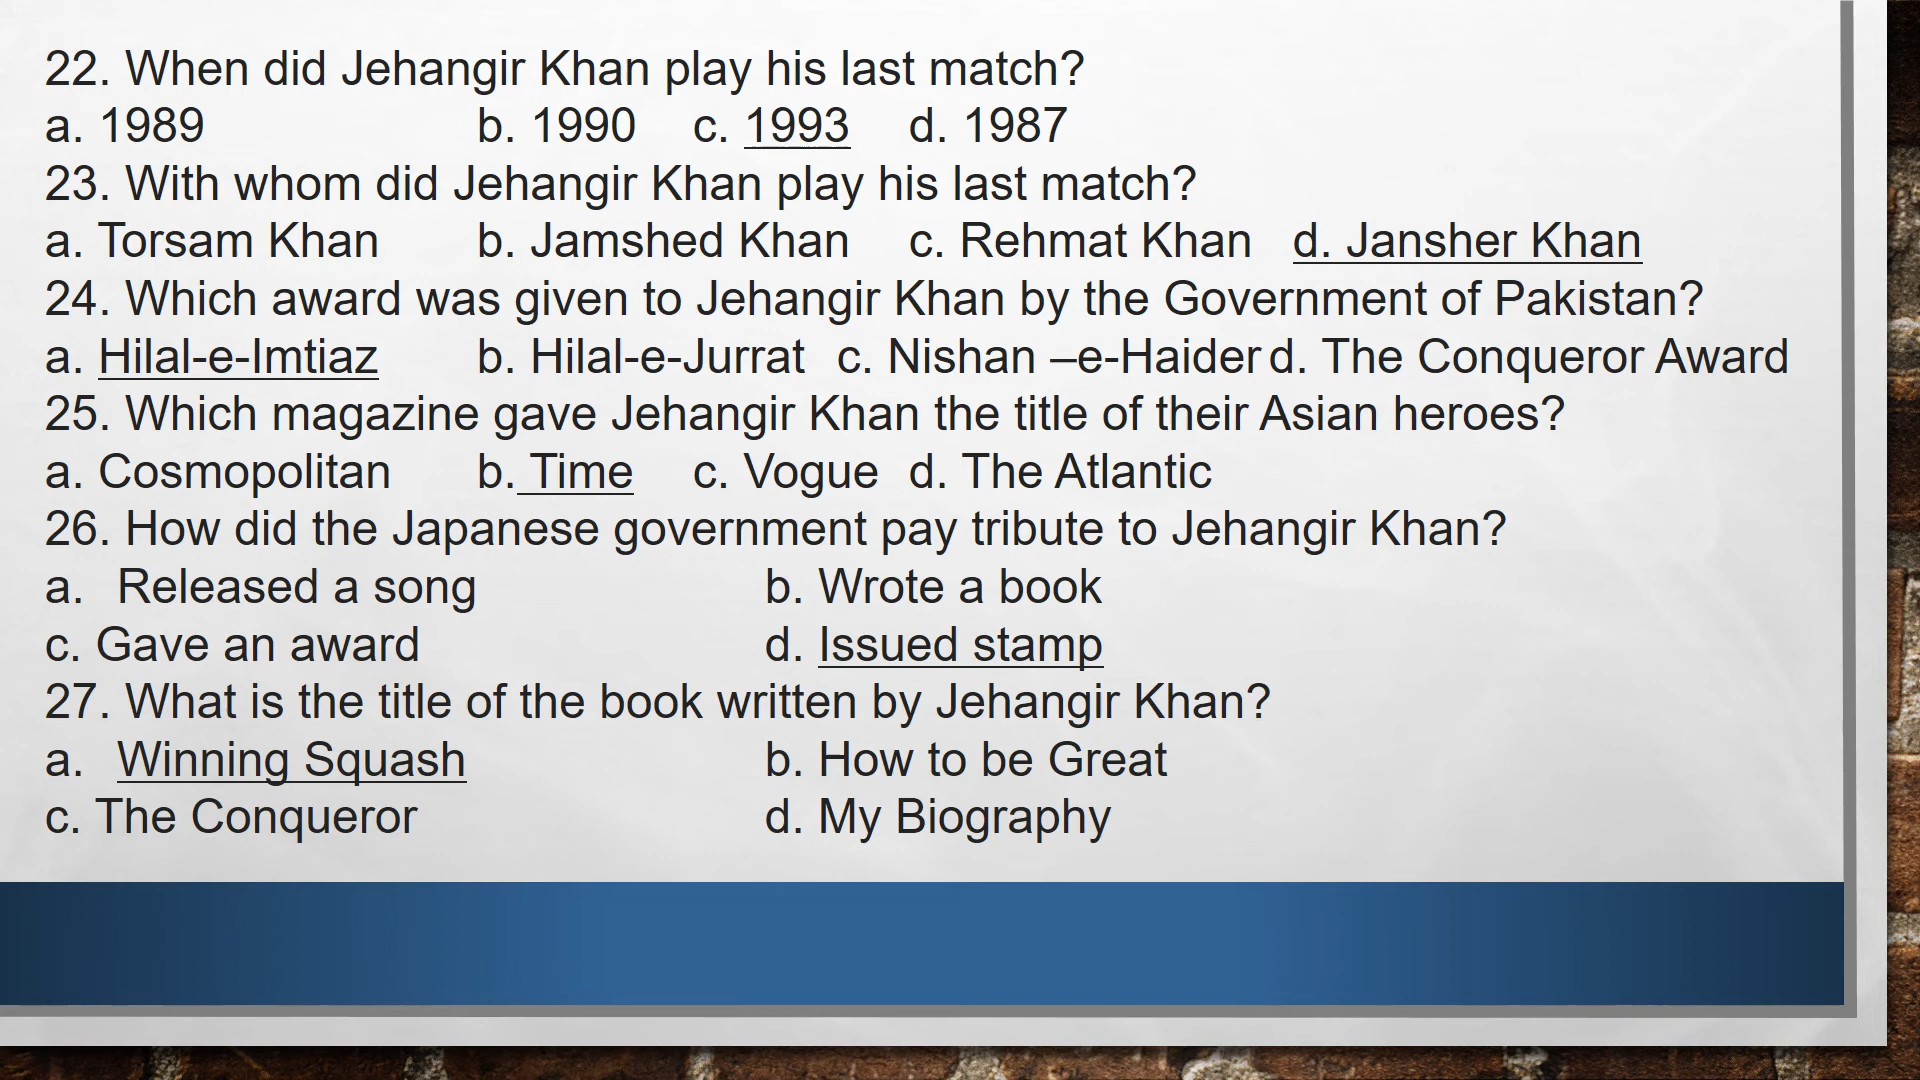 22. When did Jehangir Khan play his last match?
a. 1989 b. 1990 c. 1993 d. 1987
23. With whom did Jehangir Khan play his last match?
a. Torsam Khan b. Jamshed Khan c. Rehmat Khan d. Jansher Khan
24. Which award was given to Jehangir Khan by the Government of Pakistan?
a. Hilal-e-Imtiaz b. Hilal-e-Jurrat c. Nishan –e-Haider d. The Conqueror Award
25. Which magazine gave Jehangir Khan the title of their Asian heroes?
a. Cosmopolitan b. Time c. Vogue d. The Atlantic
26. How did the Japanese government pay tribute to Jehangir Khan?
a. Released a song b. Wrote a book
c. Gave an award d. Issued stamp
27. What is the title of the book written by Jehangir Khan?
a. Winning Squash b. How to be Great
c. The Conqueror d. My Biography